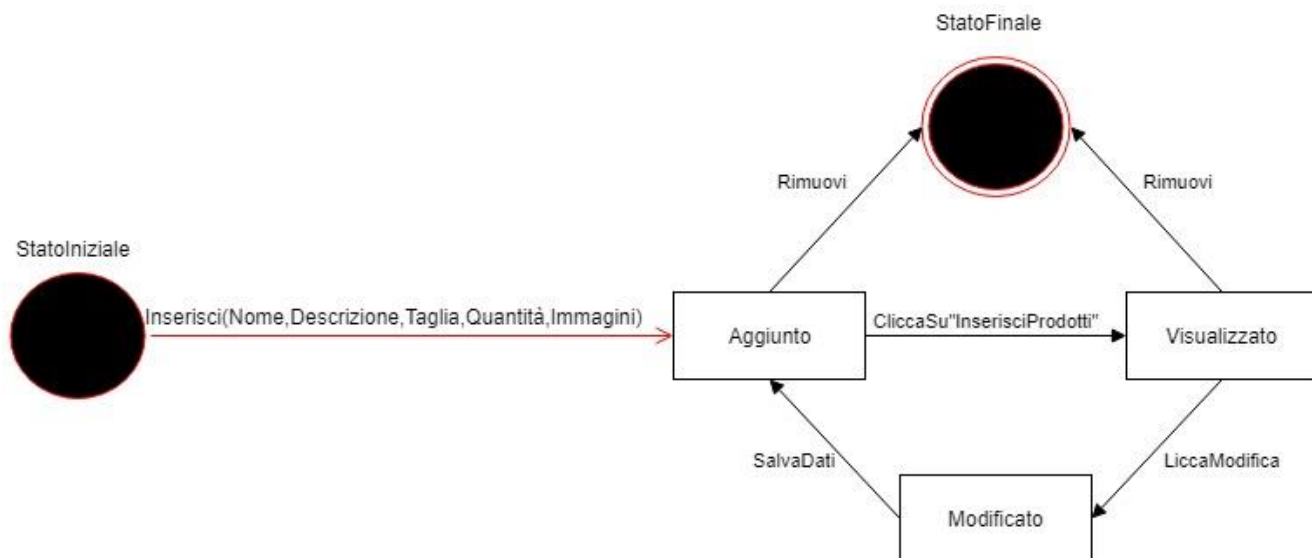 StatoFinale
Rimuovi
Rimuovi
StatoIniziale
Inserisci(Nome,Descrizione,Taglia,Quantità,Immagini)
Aggiunto
CliccaSu"InserisciProdotti"
Visualizzato
SalvaDati
LiccaModifica
Modificato